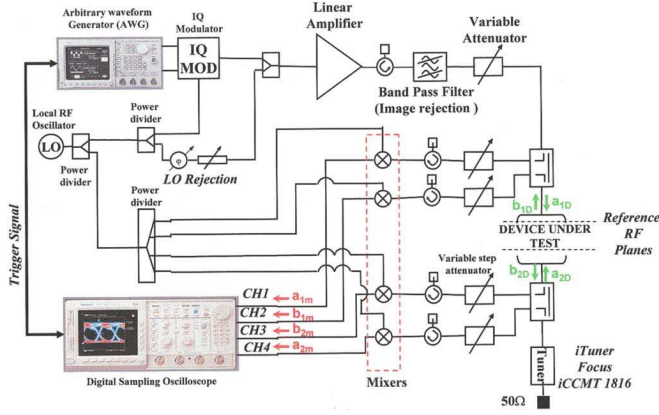 Arbitrary waveform
Generator (AWG)
IQ
Modulator
IQ
MOD
Linear
Amplifier
Variable
Attenuator
Band Pass Filter
(Image rejection )
Local RF
Oscillator
LO
Power
divider
Power
divider
φ
LO Rejection
Power
divider
Trigger Signal
b1D
a1D
DEVICE UNDER
TEST
Reference
RF
Planes
b2D
a2D
Variable step
attenuator
CH1
a1m
CH2
b1m
CH3
b2m
CH4
a2m
Mixers
Digital Sampling Oscilloscope
Tuner
iTuner
Focus
iCCMT 1816
50Ω